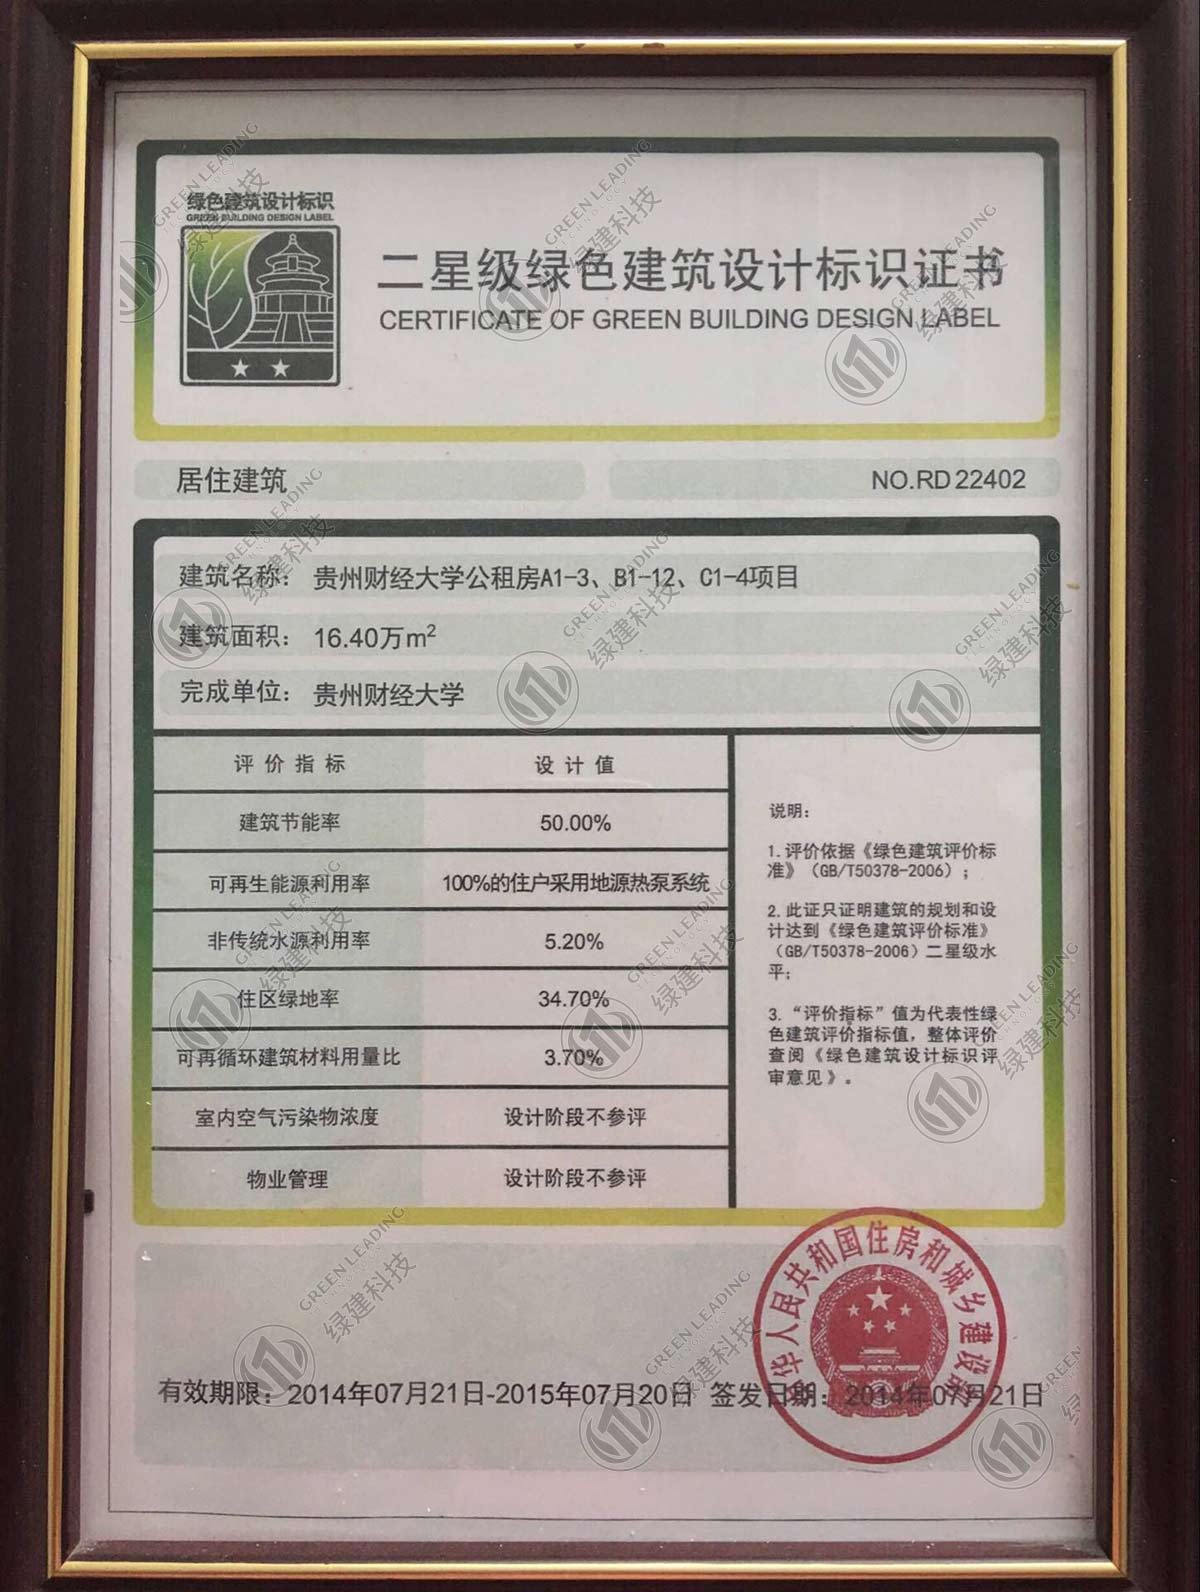 绿色建筑设计标识
GREEN BUILDING DESIGN LABEL
二星级绿色建筑设计标识证书
CERTIFICATE OF GREEN BUILDING DESIGN LABEL
居住建筑
NO.RD 22402
建筑名称： 贵州财经大学公租房A1-3、B1-12、C1-4项目
建筑面积： 16.40万m²
完成单位： 贵州财经大学
评价指标 设计值
建筑节能率 50.00%
可再生能源利用率 100%的住户采用地源热泵系统
非传统水源利用率 5.20%
住区绿地率 34.70%
可再循环建筑材料用量比 3.70%
室内空气污染物浓度 设计阶段不参评
物业管理 设计阶段不参评
说明：
1.评价依据《绿色建筑评价标
准》（GB/T50378-2006）；
2.此证只证明建筑的规划和设
计达到《绿色建筑评价标准》
（GB/T50378-2006）二星级水
平；
3.“评价指标”值为代表性绿
色建筑评价指标值，整体评价
查阅《绿色建筑设计标识评
审意见》。
中华人民共和国住房和城乡建设部
有效期限：2014年07月21日-2015年07月20日 签发日期：2014年07月21日
GREEN LEADING
绿建科技